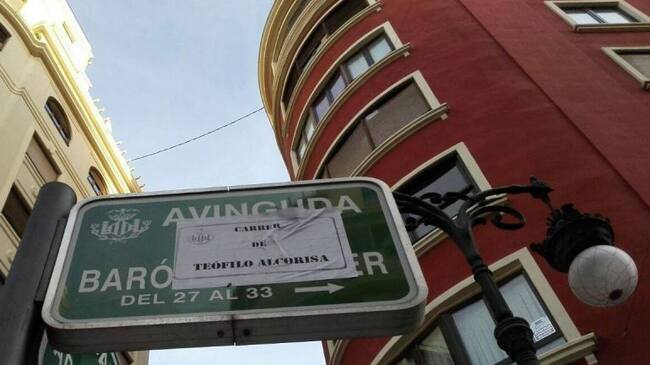 AVINGUDA
CARRER
DE
TEÓFILO ALCORISA
BARÓ ER
DEL 27 AL 33